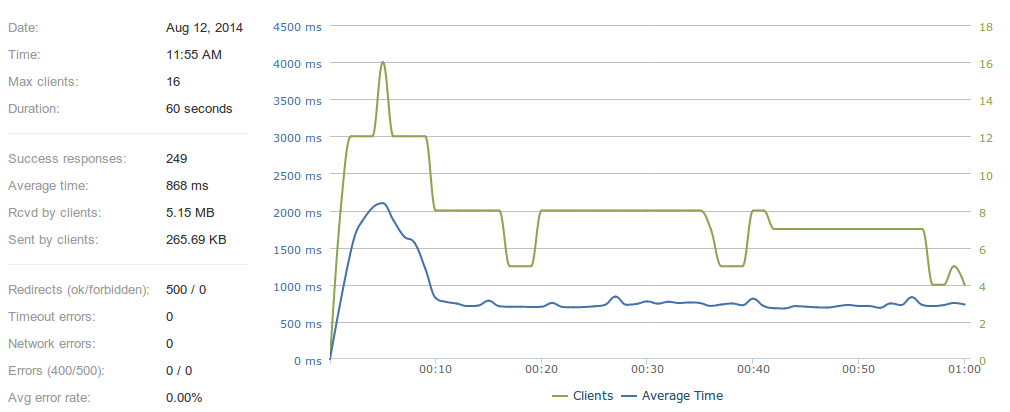 Date: Aug 12, 2014
Time: 11:55 AM
Max clients: 16
Duration: 60 seconds
Success responses: 249
Average time: 868 ms
Rcvd by clients: 5.15 MB
Sent by clients: 265.69 KB
Redirects (ok/forbidden): 500 / 0
Timeout errors: 0
Network errors: 0
Errors (400/500): 0 / 0
Avg error rate: 0.00%
4500 ms 18
4000 ms 16
3500 ms 14
3000 ms 12
2500 ms 10
2000 ms 8
1500 ms 6
1000 ms 4
500 ms 2
0 ms 0
00:10 00:20 00:30 00:40 00:50 01:00
Clients Average Time